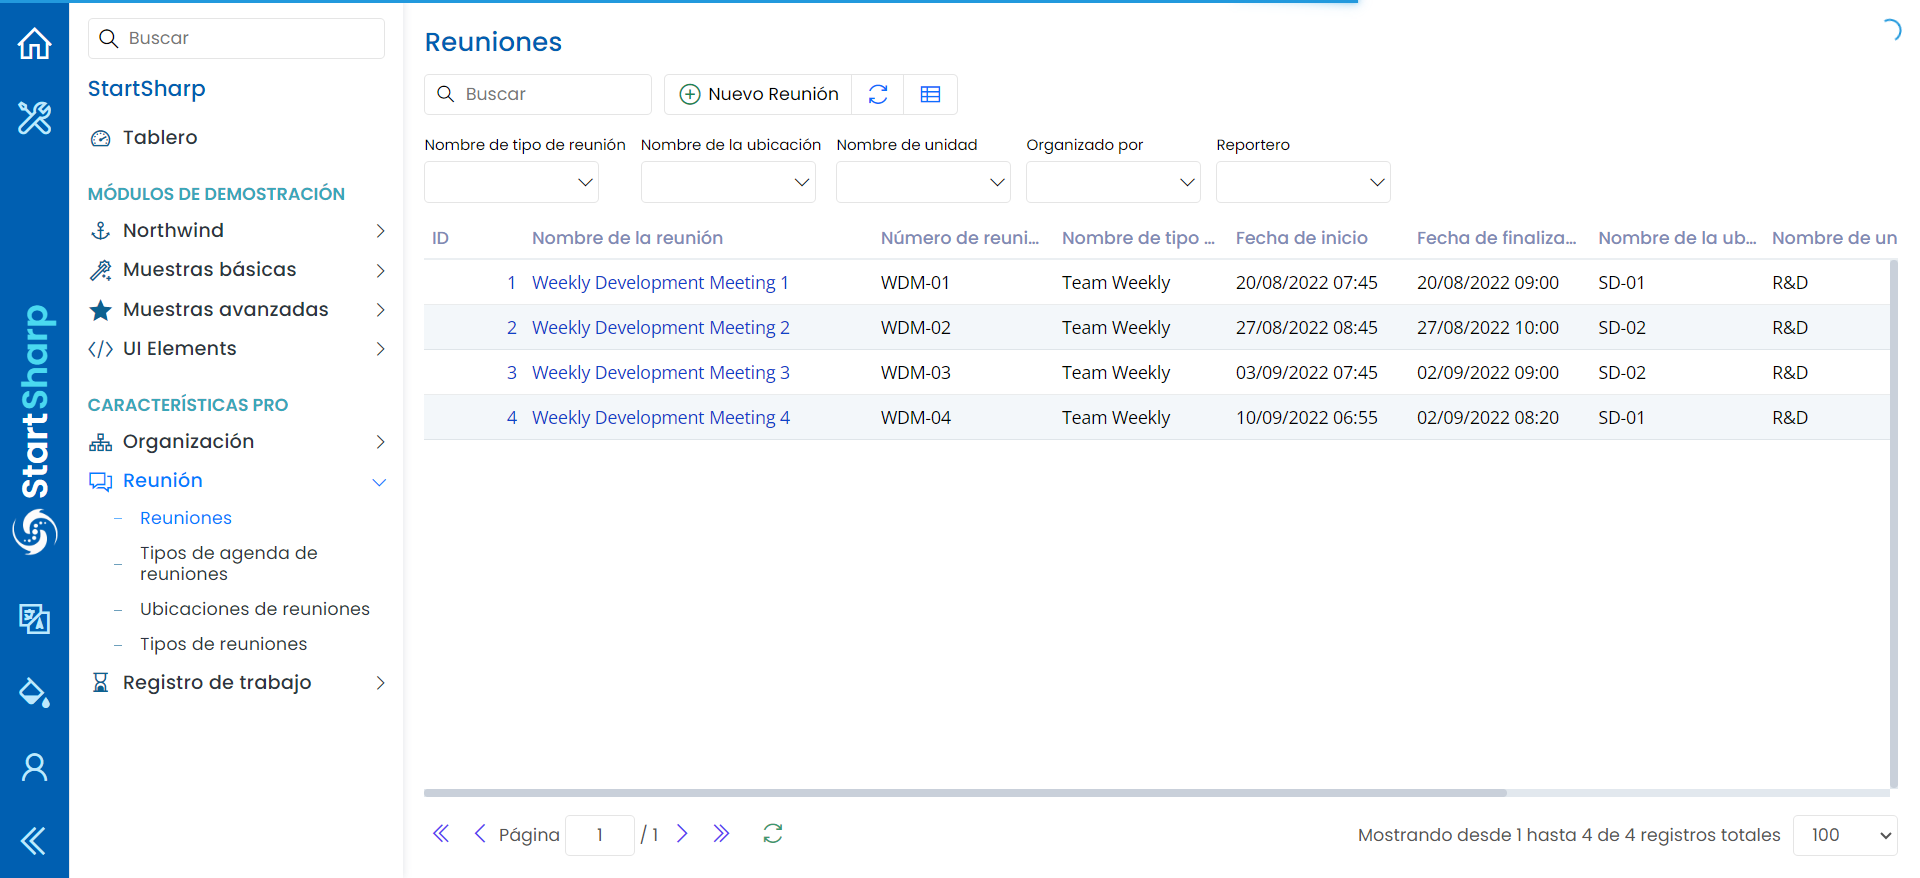 StartSharp
Buscar
StartSharp
Tablero
MÓDULOS DE DEMOSTRACIÓN
Northwind
Muestras básicas
Muestras avanzadas
UI Elements
CARACTERÍSTICAS PRO
Organización
Reunión
Reuniones
Tipos de agenda de
reuniones
Ubicaciones de reuniones
Tipos de reuniones
Registro de trabajo
Reuniones
Buscar
Nuevo Reunión
Nombre de tipo de reunión Nombre de la ubicación Nombre de unidad Organizado por Reportero
ID Nombre de la reunión Número de reuni... Nombre de tipo ... Fecha de inicio Fecha de finaliza... Nombre de la ub... Nombre de un
1 Weekly Development Meeting 1 WDM-01 Team Weekly 20/08/2022 07:45 20/08/2022 09:00 SD-01 R&D
2 Weekly Development Meeting 2 WDM-02 Team Weekly 27/08/2022 08:45 27/08/2022 10:00 SD-02 R&D
3 Weekly Development Meeting 3 WDM-03 Team Weekly 03/09/2022 07:45 02/09/2022 09:00 SD-02 R&D
4 Weekly Development Meeting 4 WDM-04 Team Weekly 10/09/2022 06:55 02/09/2022 08:20 SD-01 R&D
Página 1 / 1
Mostrando desde 1 hasta 4 de 4 registros totales 100